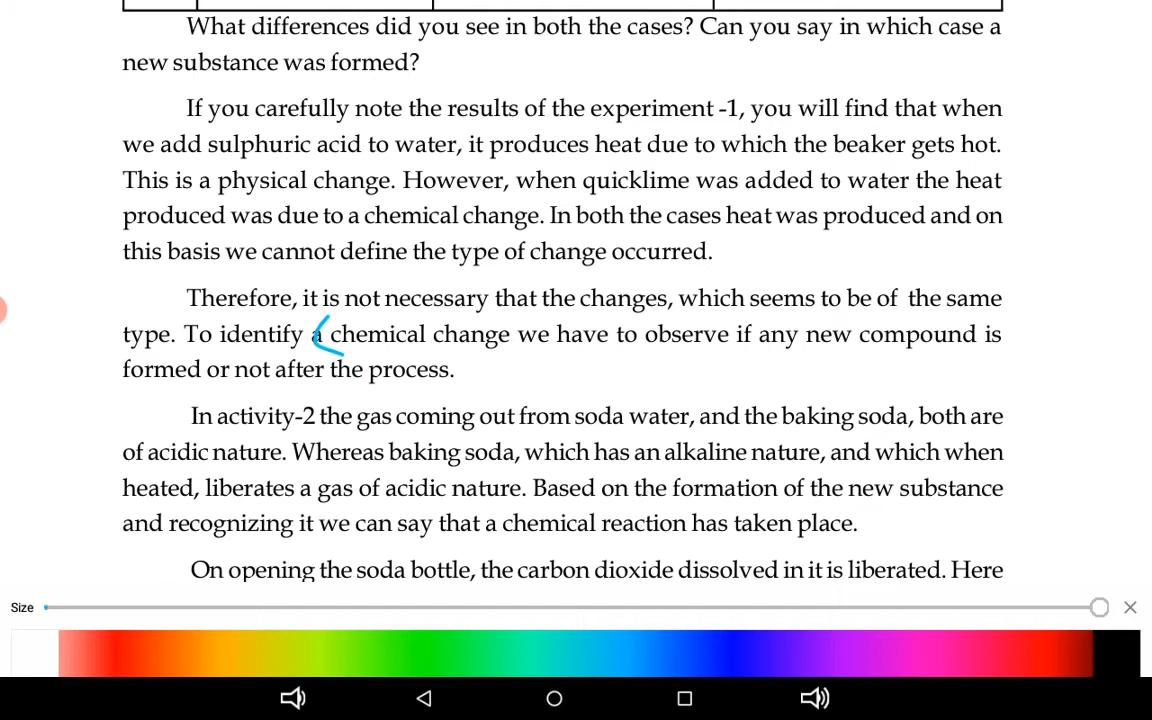 What differences did you see in both the cases? Can you say in which case a
new substance was formed?
If you carefully note the results of the experiment -1, you will find that when
we add sulphuric acid to water, it produces heat due to which the beaker gets hot.
This is a physical change. However, when quicklime was added to water the heat
produced was due to a chemical change. In both the cases heat was produced and on
this basis we cannot define the type of change occurred.
Therefore, it is not necessary that the changes, which seems to be of the same
type. To identify a chemical change we have to observe if any new compound is
formed or not after the process.
In activity-2 the gas coming out from soda water, and the baking soda, both are
of acidic nature. Whereas baking soda, which has an alkaline nature, and which when
heated, liberates a gas of acidic nature. Based on the formation of the new substance
and recognizing it we can say that a chemical reaction has taken place.
On opening the soda bottle, the carbon dioxide dissolved in it is liberated. Here
Size